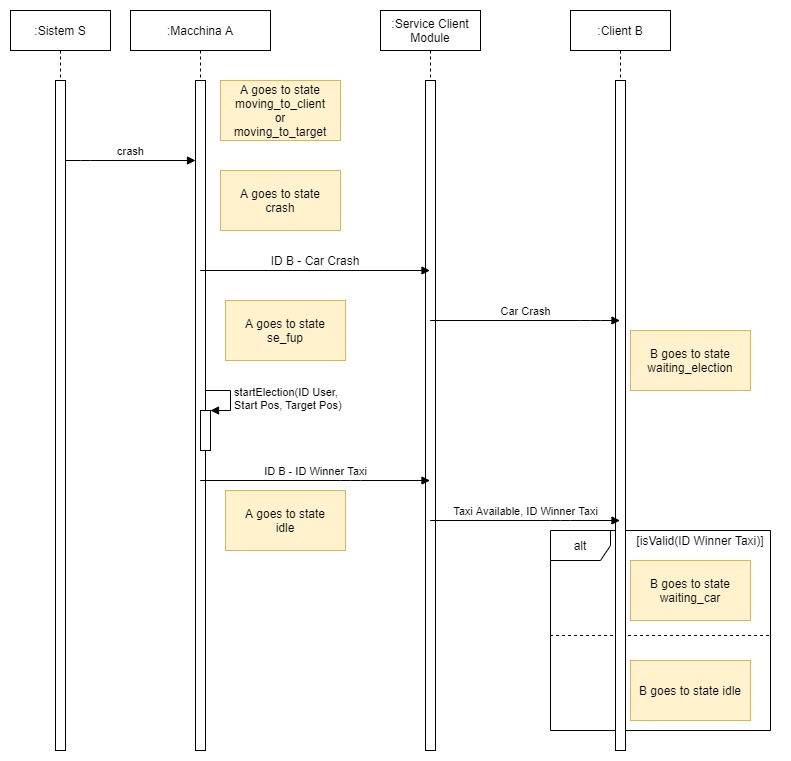 :Sistem S
:Macchina A
:Service Client
Module
:Client B
A goes to state
moving_to_client
or
moving_to_target
crash
A goes to state
crash
ID B - Car Crash
Car Crash
A goes to state
se_fup
B goes to state
waiting_election
startElection(ID User,
Start Pos, Target Pos)
ID B - ID Winner Taxi
A goes to state
idle
Taxi Available, ID Winner Taxi
alt
[isValid(ID Winner Taxi)]
B goes to state
waiting_car
B goes to state idle